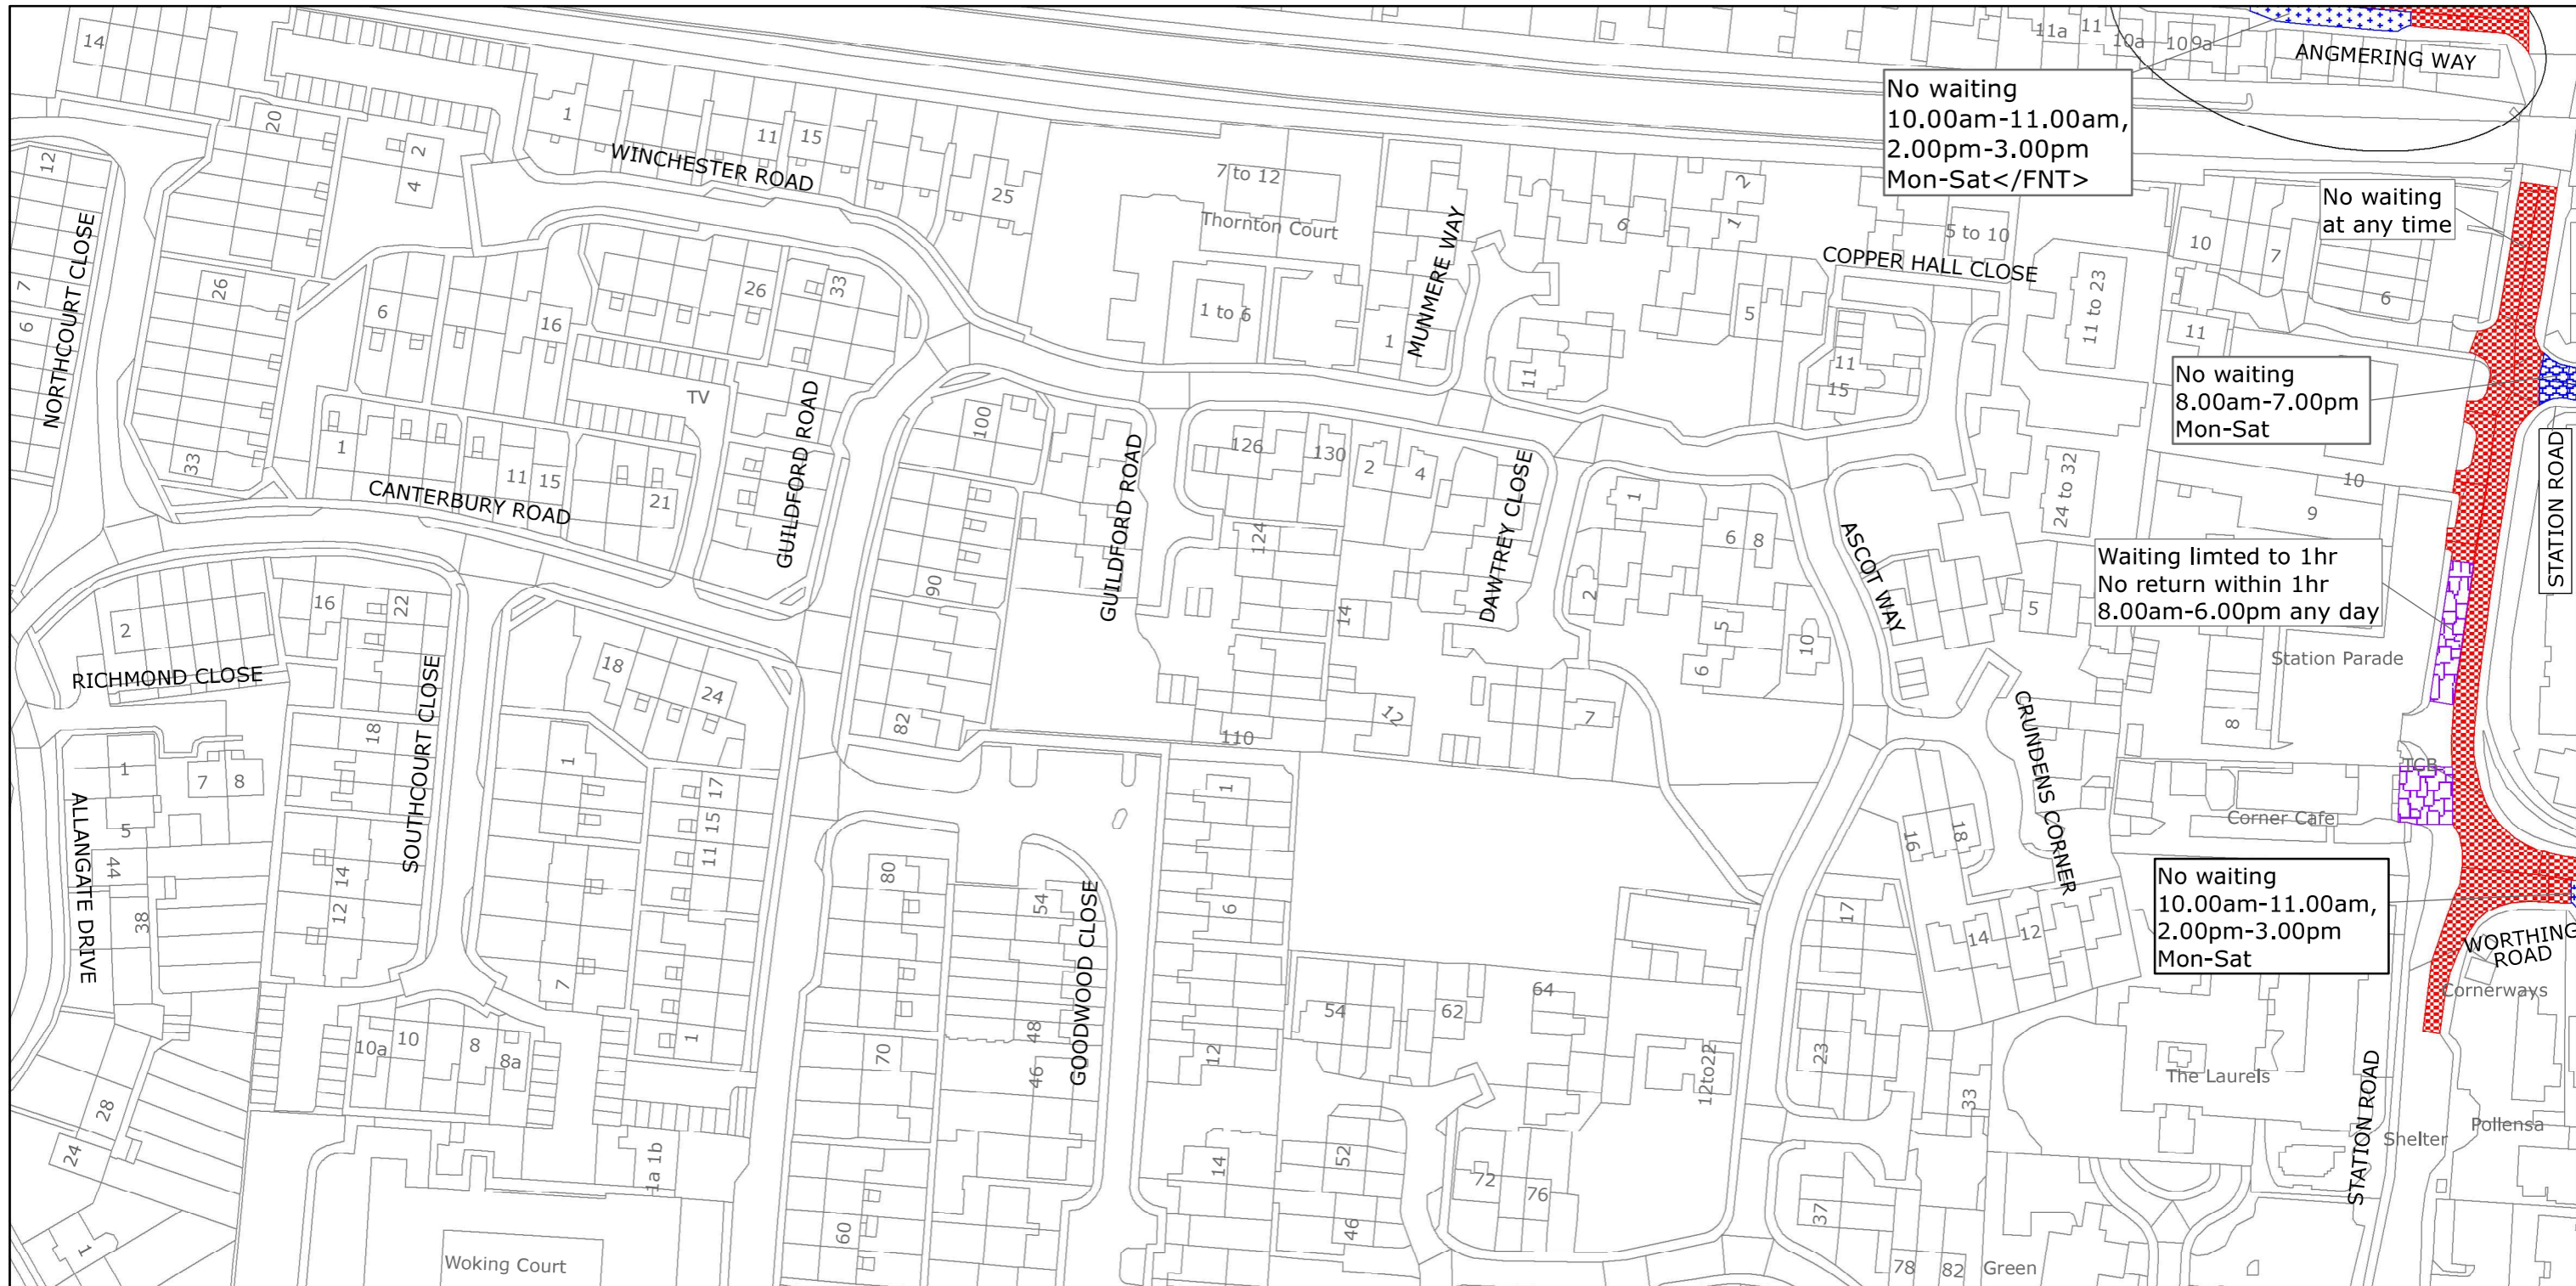 14
11a
11
10a
10
9a
ANGMERING WAY
No waiting
10.00am-11.00am,
2.00pm-3.00pm
Mon-Sat</FNT>
20
1
11
15
WINCHESTER ROAD
2
4
12
25
7 to 12
Thornton Court
2
1
6
No waiting
at any time
5 to 10
COPPER HALL CLOSE
10
7
6
11 to 23
NORTHCOURT CLOSE
7
6
26
6
16
26
33
1 to 6
MUNMERE WAY
1
5
11
11
15
11
No waiting
8.00am-7.00pm
Mon-Sat
TV
GUILDFORD ROAD
100
GUILDFORD ROAD
126
130
2
4
DAWTREY CLOSE
33
1
11
15
21
CANTERBURY ROAD
1
6
8
24 to 32
10
9
STATION ROAD
124
90
14
2
5
6
10
ASCOT WAY
5
Waiting limted to 1hr
No return within 1hr
8.00am-6.00pm any day
Station Parade
2
16
22
RICHMOND CLOSE
SOUTHCOURT CLOSE
18
24
82
110
12
7
8
CRUNDENS CORNER
TCB
Corner Cafe
18
1
7
8
5
ALLANGATE DRIVE
44
38
14
12
1
17
15
11
7
1
80
54
GOODWOOD CLOSE
48
46
1
6
12
16
18
17
14
12
No waiting
10.00am-11.00am,
2.00pm-3.00pm
Mon-Sat
WORTHING
ROAD
Cornerways
10a
10
8
8a
70
54
62
64
12to22
23
33
The Laurels
STATION ROAD
Shelter
Pollensa
28
24
1
1a 1b
Woking Court
60
14
52
46
72
76
37
78
82
Green